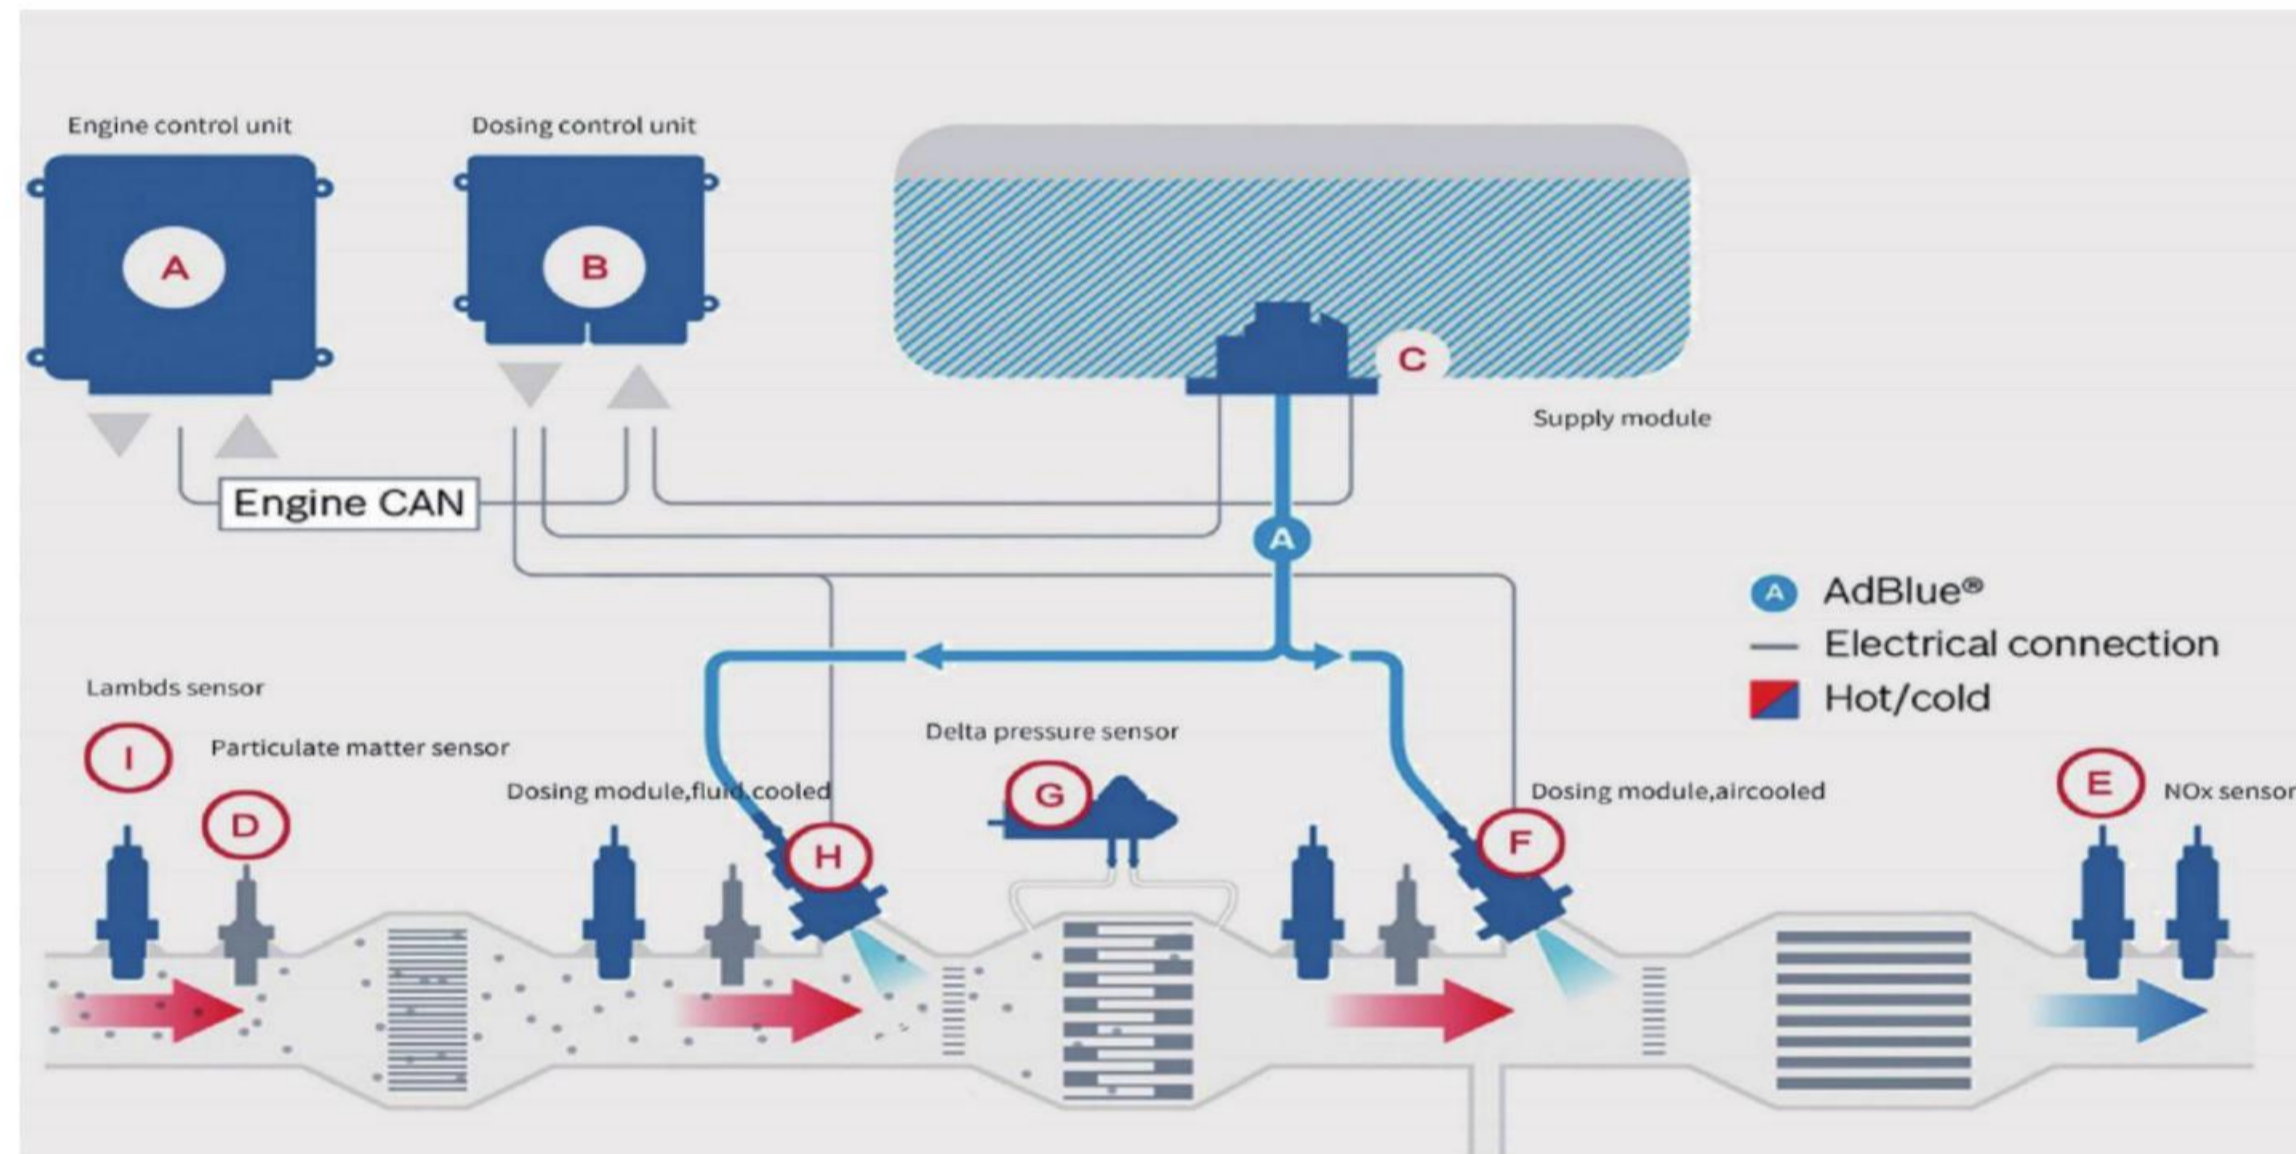 Engine control unit
Dosing control unit
A
B
C
Supply module
Engine CAN
A
A AdBlue®
Electrical connection
Hot/cold
Lambds sensor
I
Particulate matter sensor
D
Dosing module,fluid.cooled
H
Delta pressure sensor
G
Dosing module,aircooled
F
E
NOx sensor